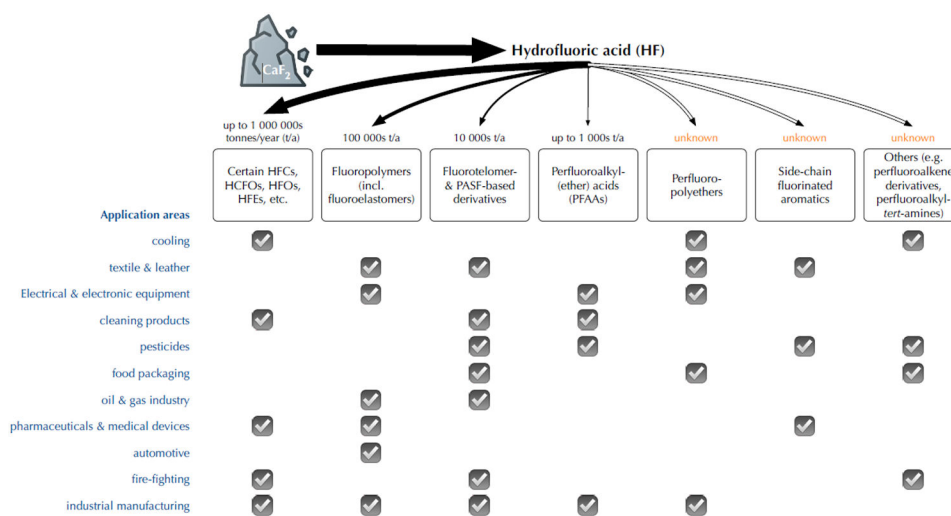 CaF2
Hydrofluoric acid (HF)
up to 1 000 000s
tonnes/year (t/a)
100 000s t/a
10 000s t/a
up to 1 000s t/a
unknown
unknown
unknown
Certain HFCs,
HCFOs, HFOs,
HFEs, etc.
Fluoropolymers
(incl.
fluoroelastomers)
Fluorotelomer-
& PASF-based
derivatives
Perfluoroalkyl-
(ether) acids
(PFAAs)
Perfluoro-
polyethers
Side-chain
fluorinated
aromatics
Others (e.g.
perfluoroalkene
derivatives,
perfluoroalkyl-
tert-amines)
Application areas
cooling
textile & leather
Electrical & electronic equipment
cleaning products
pesticides
food packaging
oil & gas industry
pharmaceuticals & medical devices
automotive
fire-fighting
industrial manufacturing